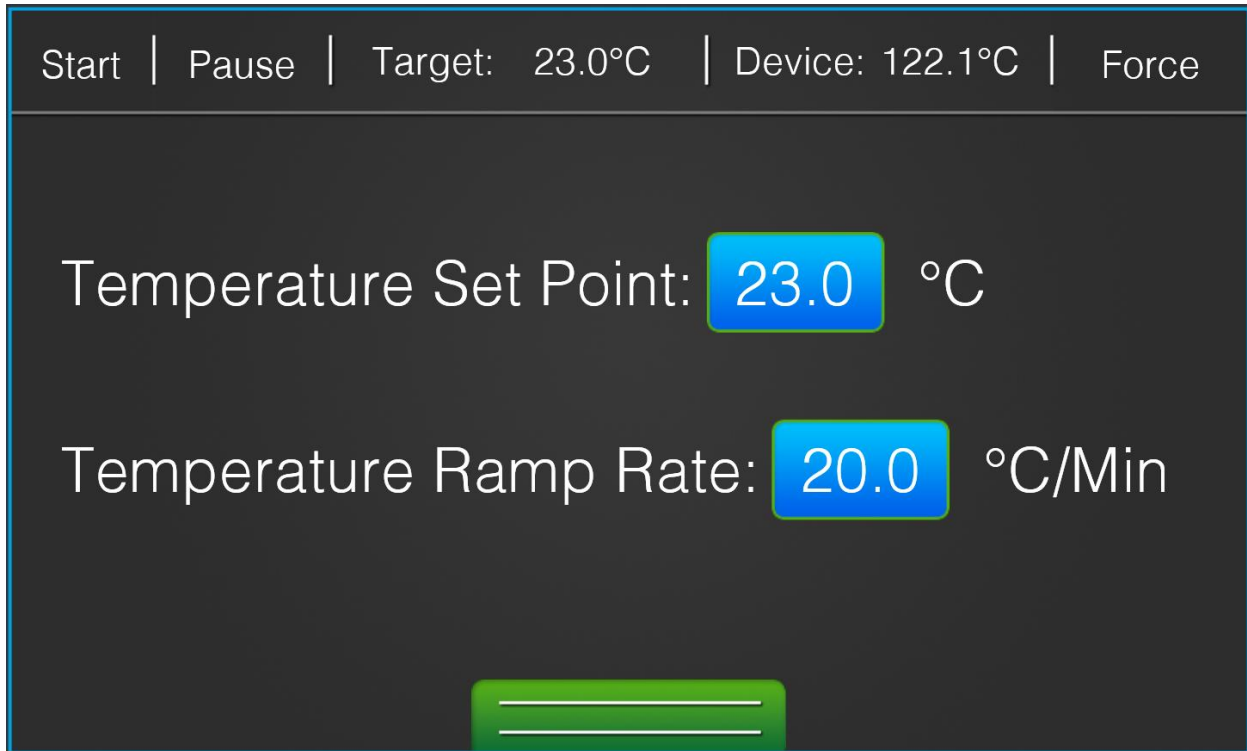 Start | Pause | Target: 23.0°C | Device: 122.1°C | Force
Temperature Set Point: 23.0 °C
Temperature Ramp Rate: 20.0 °C/Min